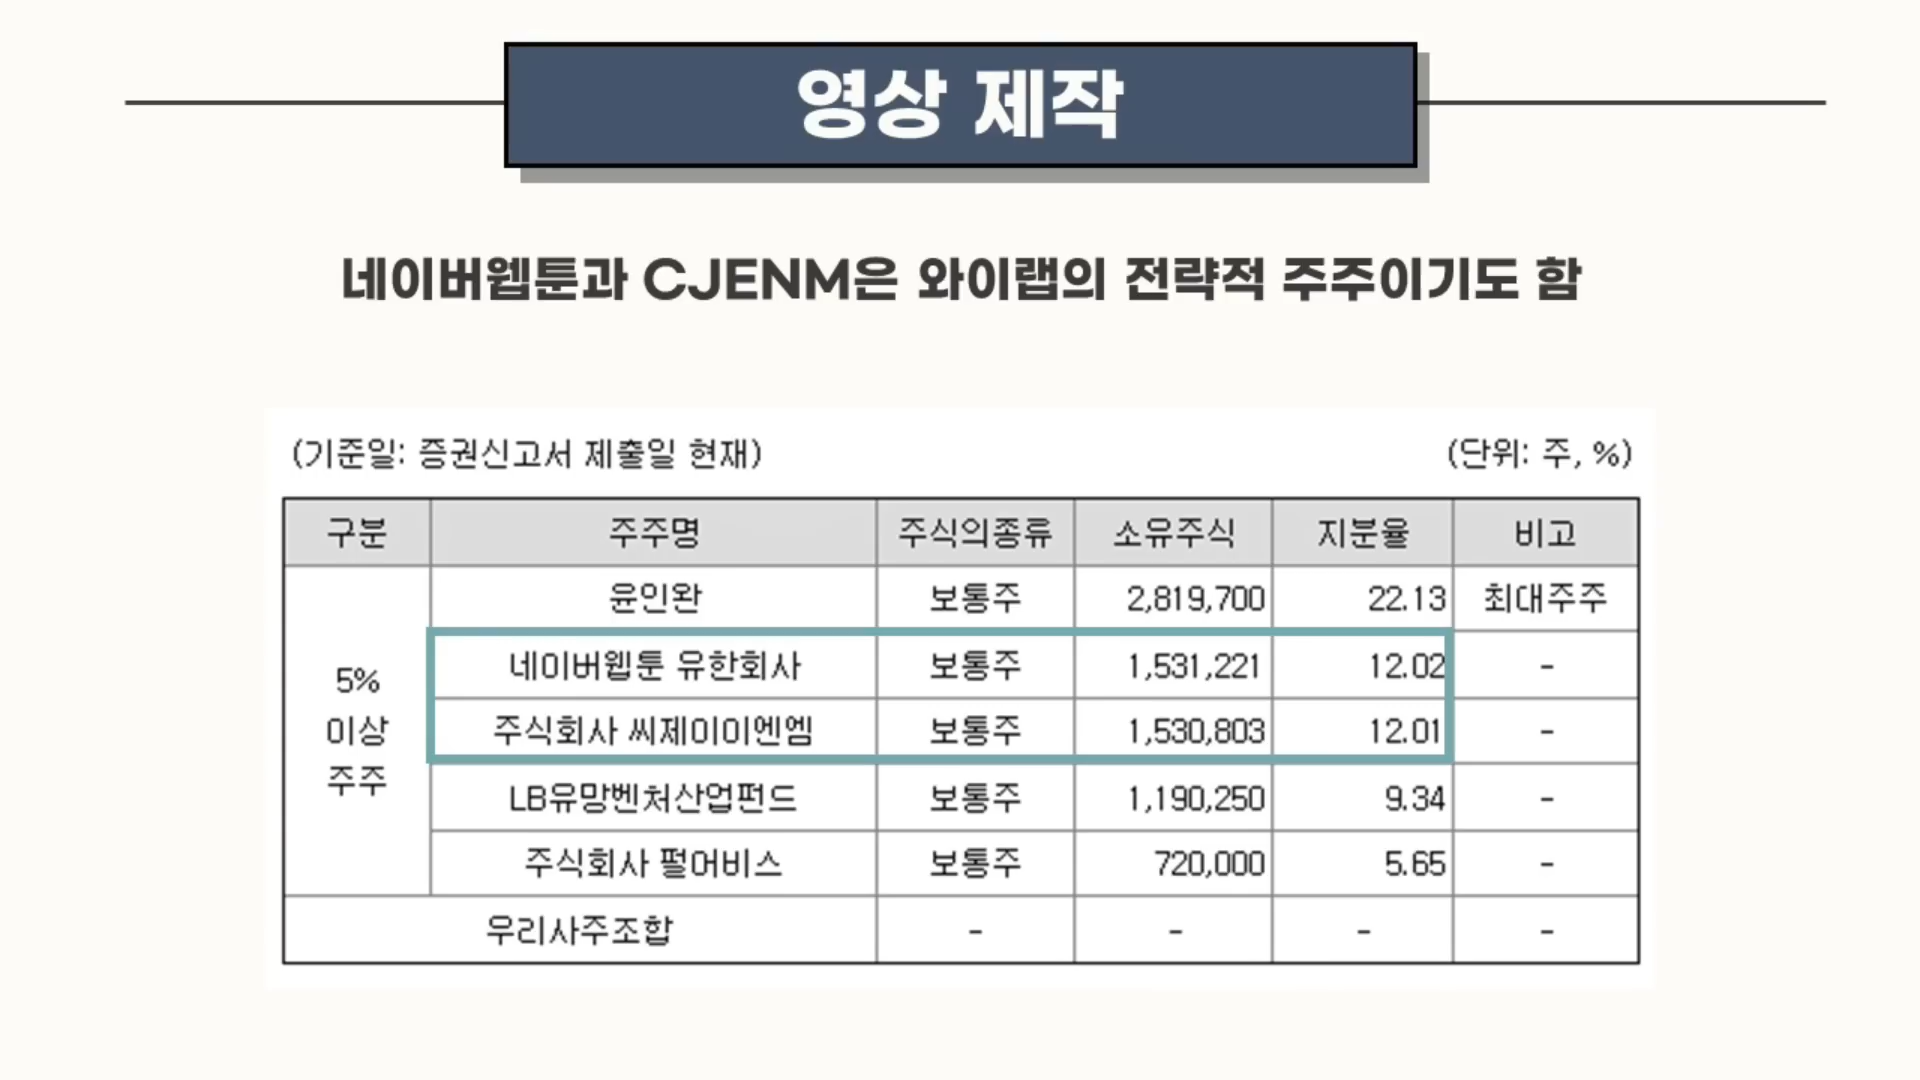 영상 제작
네이버웹툰과 CJENM은 와이랩의 전략적 주주이기도 함
(기준일: 증권신고서 제출일 현재) (단위: 주, %)
구분 주주명 주식의종류 소유주식 지분율 비고
5% 이상 주주 윤인완 보통주 2,819,700 22.13 최대주주
네이버웹툰 유한회사 보통주 1,531,221 12.02 -
주식회사 씨제이이엔엠 보통주 1,530,803 12.01 -
LB유망벤처산업펀드 보통주 1,190,250 9.34 -
주식회사 펄어비스 보통주 720,000 5.65 -
우리사주조합 - - - -